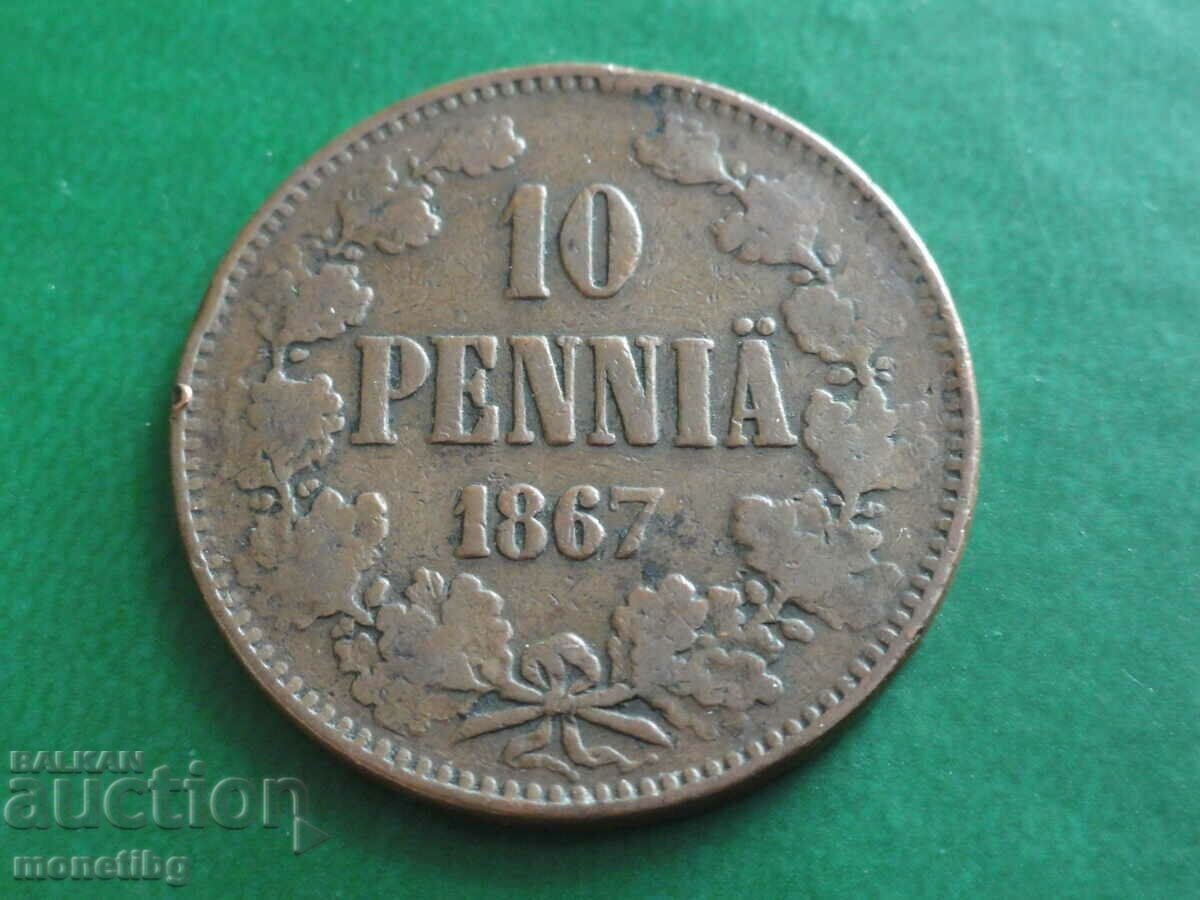 10
PENNIÄ
1867
BALKAN
auction
monetibg